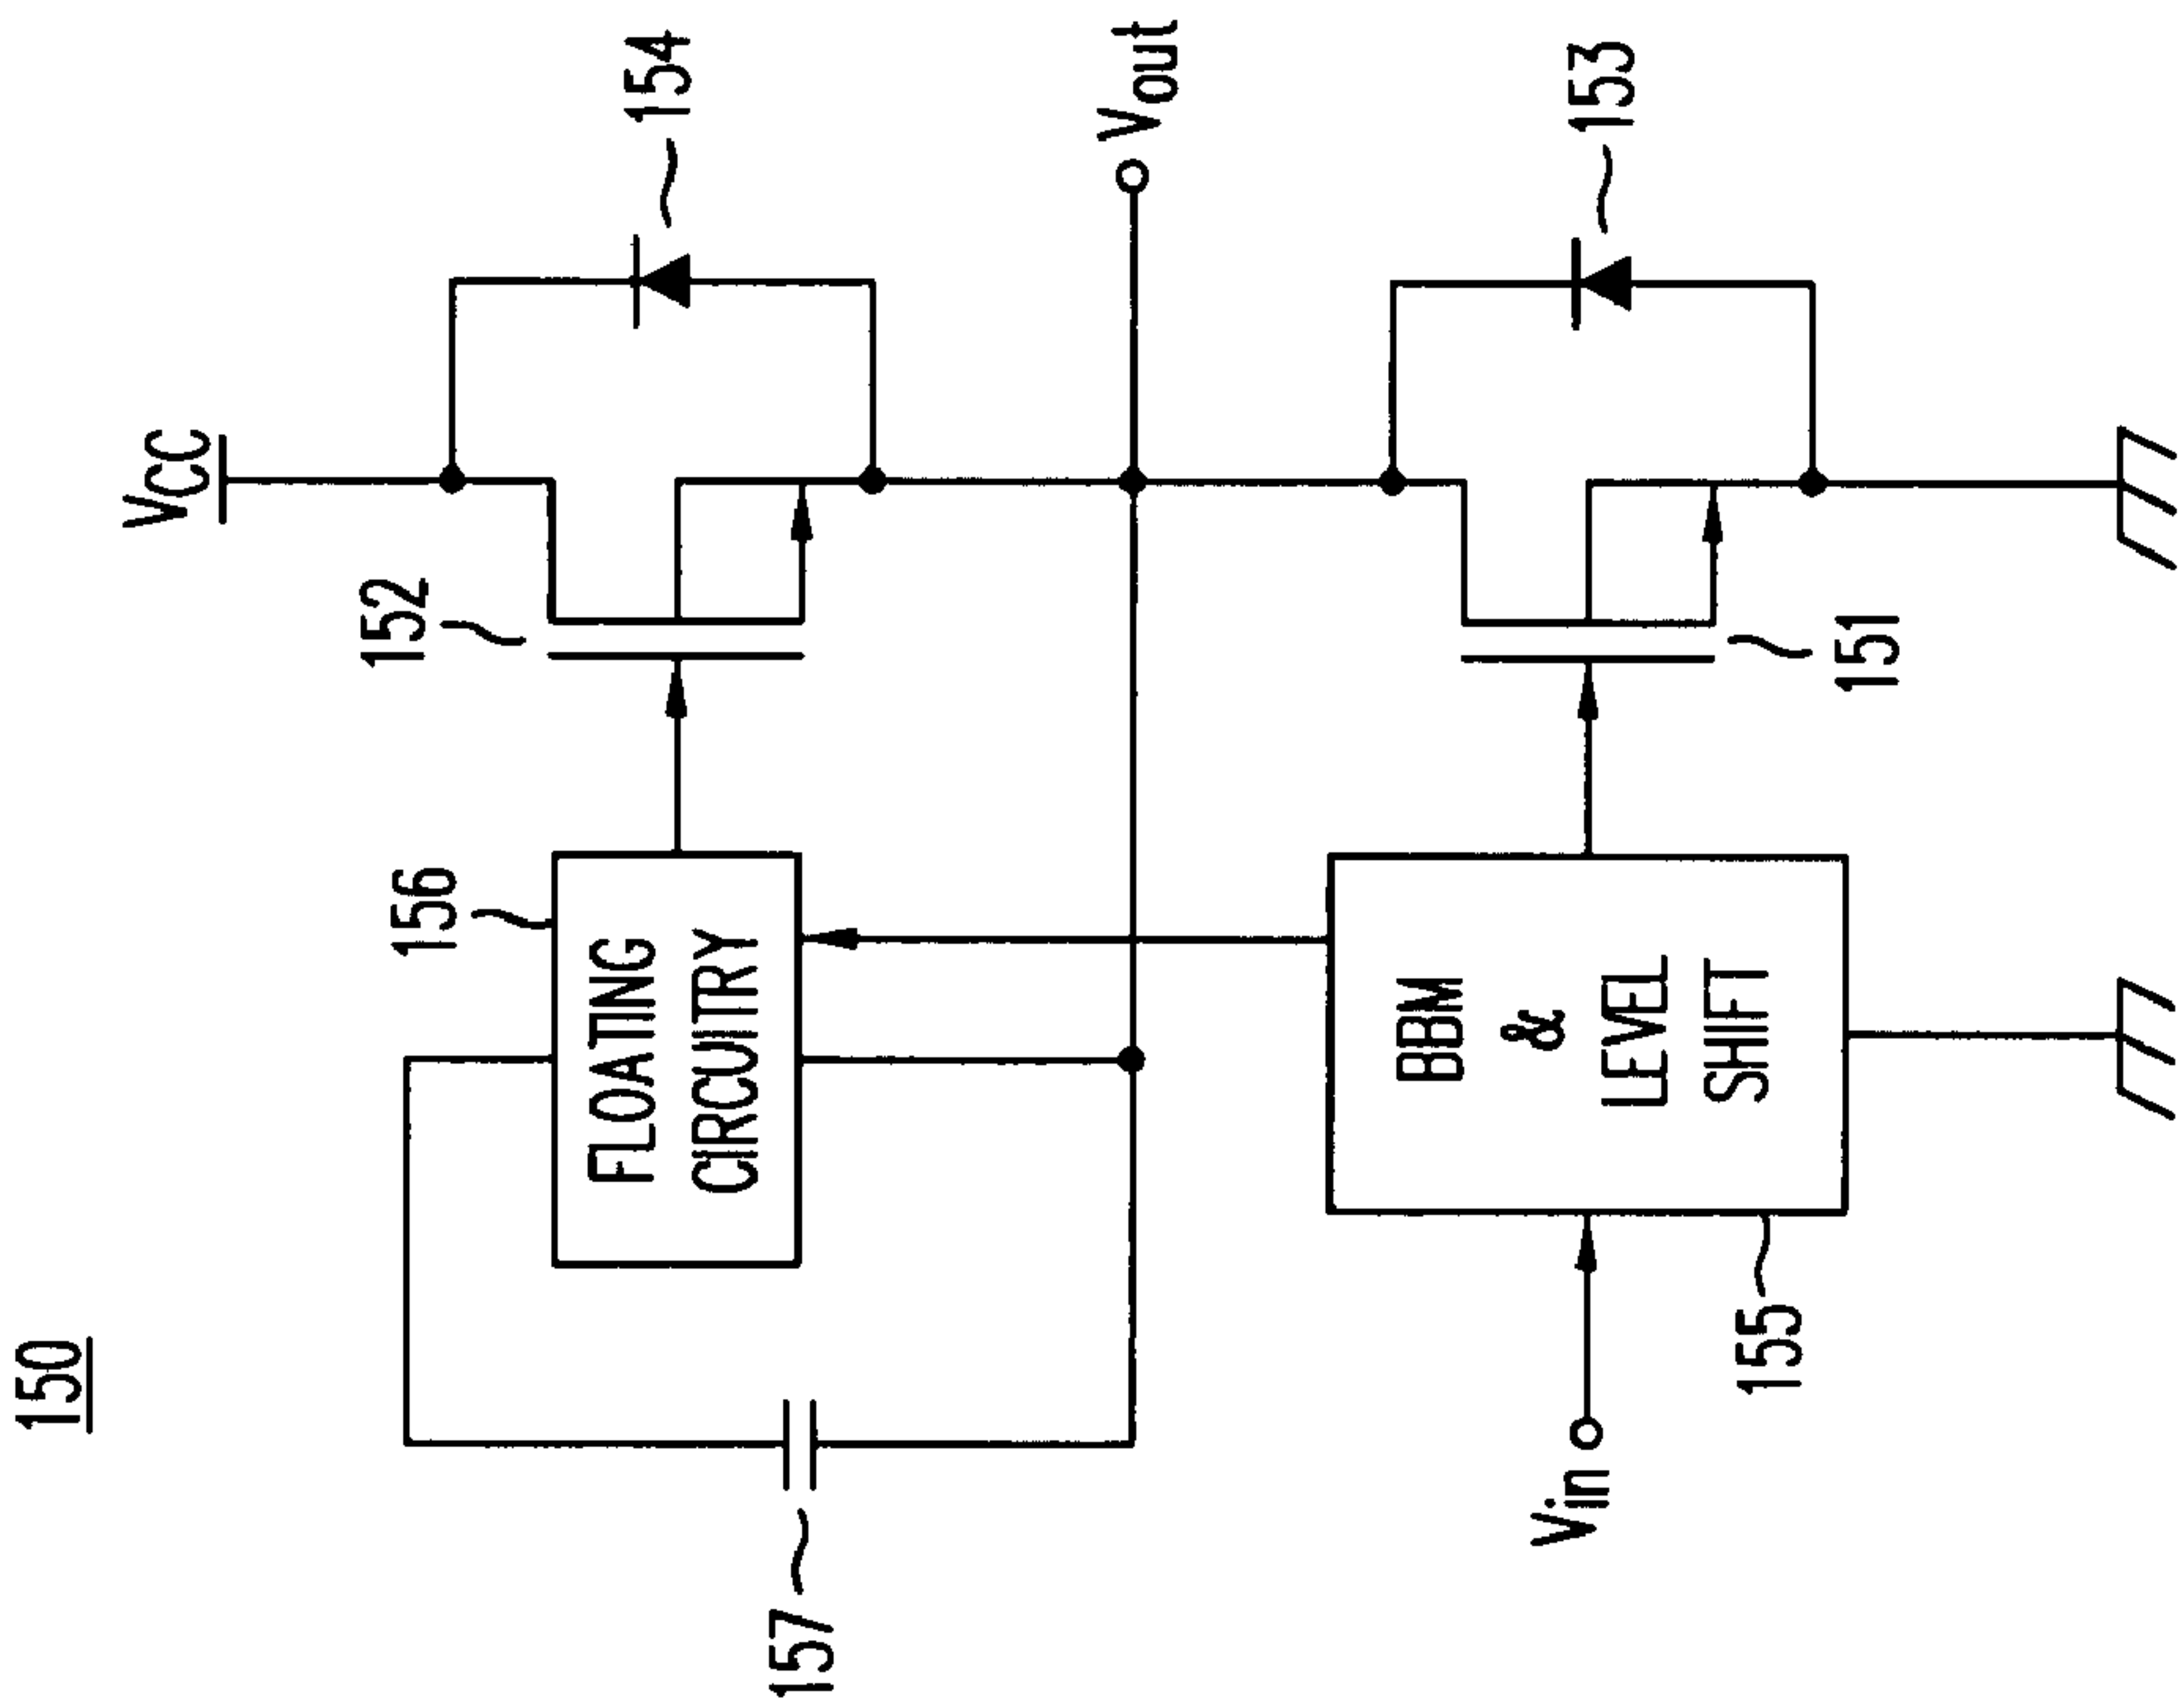 150
VCC
152
154
156
FLOATING
CIRCUITRY
Vout
157
BBM
&
LEVEL
SHIFT
153
151
Vin
155